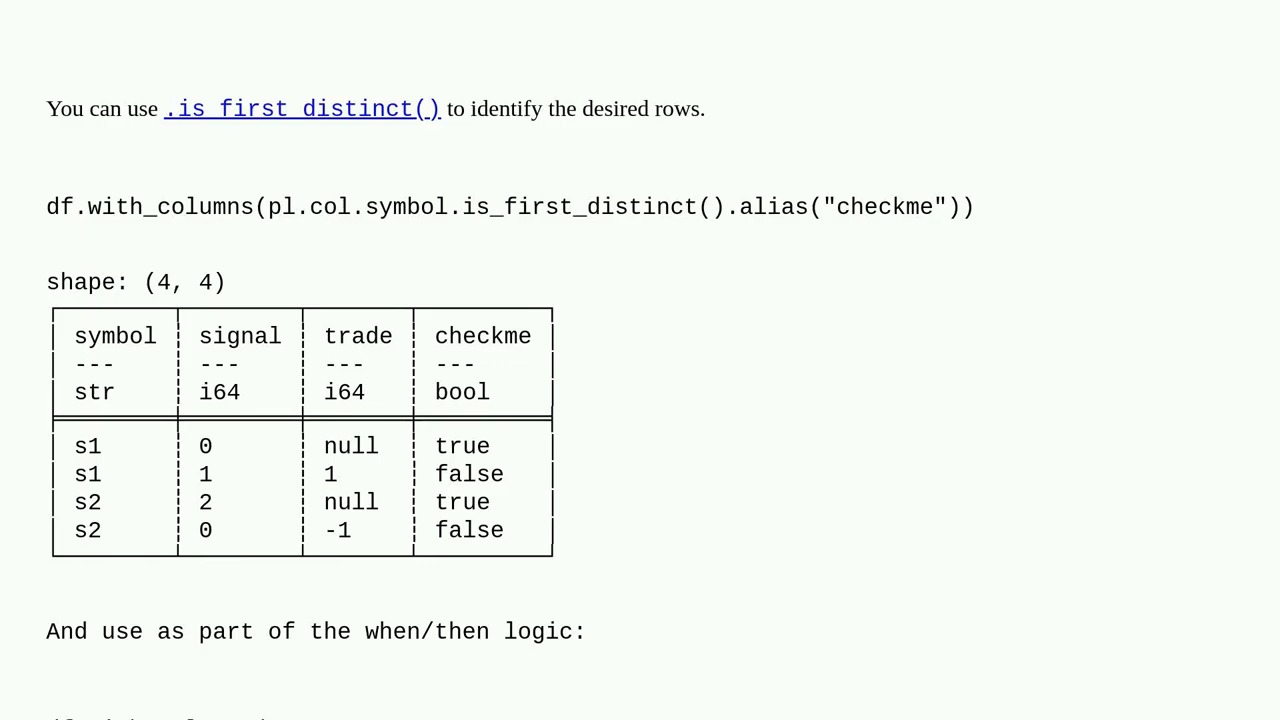 You can use .is_first_distinct() to identify the desired rows.
df.with_columns(pl.col.symbol.is_first_distinct().alias("checkme"))
shape: (4, 4)
┌────────┬────────┬───────┬─────────┐
│ symbol ┆ signal ┆ trade ┆ checkme │
│ --- ┆ --- ┆ --- ┆ --- │
│ str ┆ i64 ┆ i64 ┆ bool │
╞════════╪════════╪═══════╪═════════╡
│ s1 ┆ 0 ┆ null ┆ true │
│ s1 ┆ 1 ┆ 1 ┆ false │
│ s2 ┆ 2 ┆ null ┆ true │
│ s2 ┆ 0 ┆ -1 ┆ false │
└────────┴────────┴───────┴─────────┘
And use as part of the when/then logic: